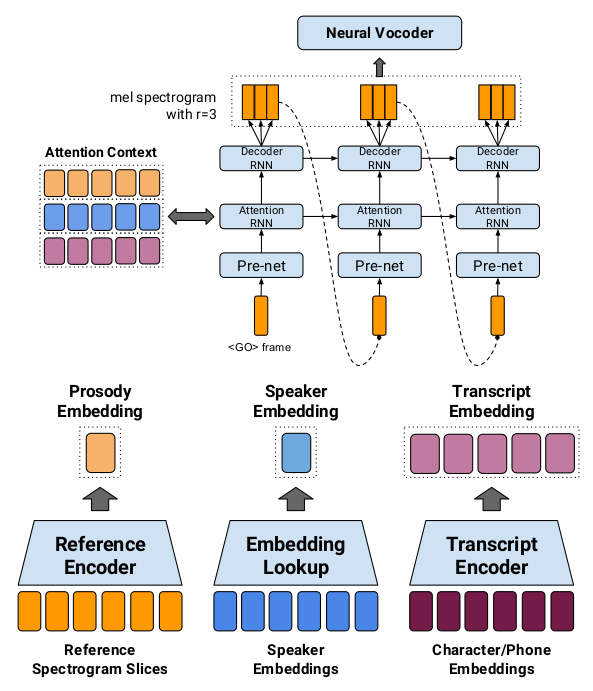 Neural Vocoder
mel spectrogram
with r=3
Attention Context
Decoder
RNN
Decoder
RNN
Decoder
RNN
Attention
RNN
Attention
RNN
Attention
RNN
Pre-net
Pre-net
Pre-net
<GO> frame
Prosody
Embedding
Speaker
Embedding
Transcript
Embedding
Reference
Encoder
Embedding
Lookup
Transcript
Encoder
Reference
Spectrogram Slices
Speaker
Embeddings
Character/Phone
Embeddings